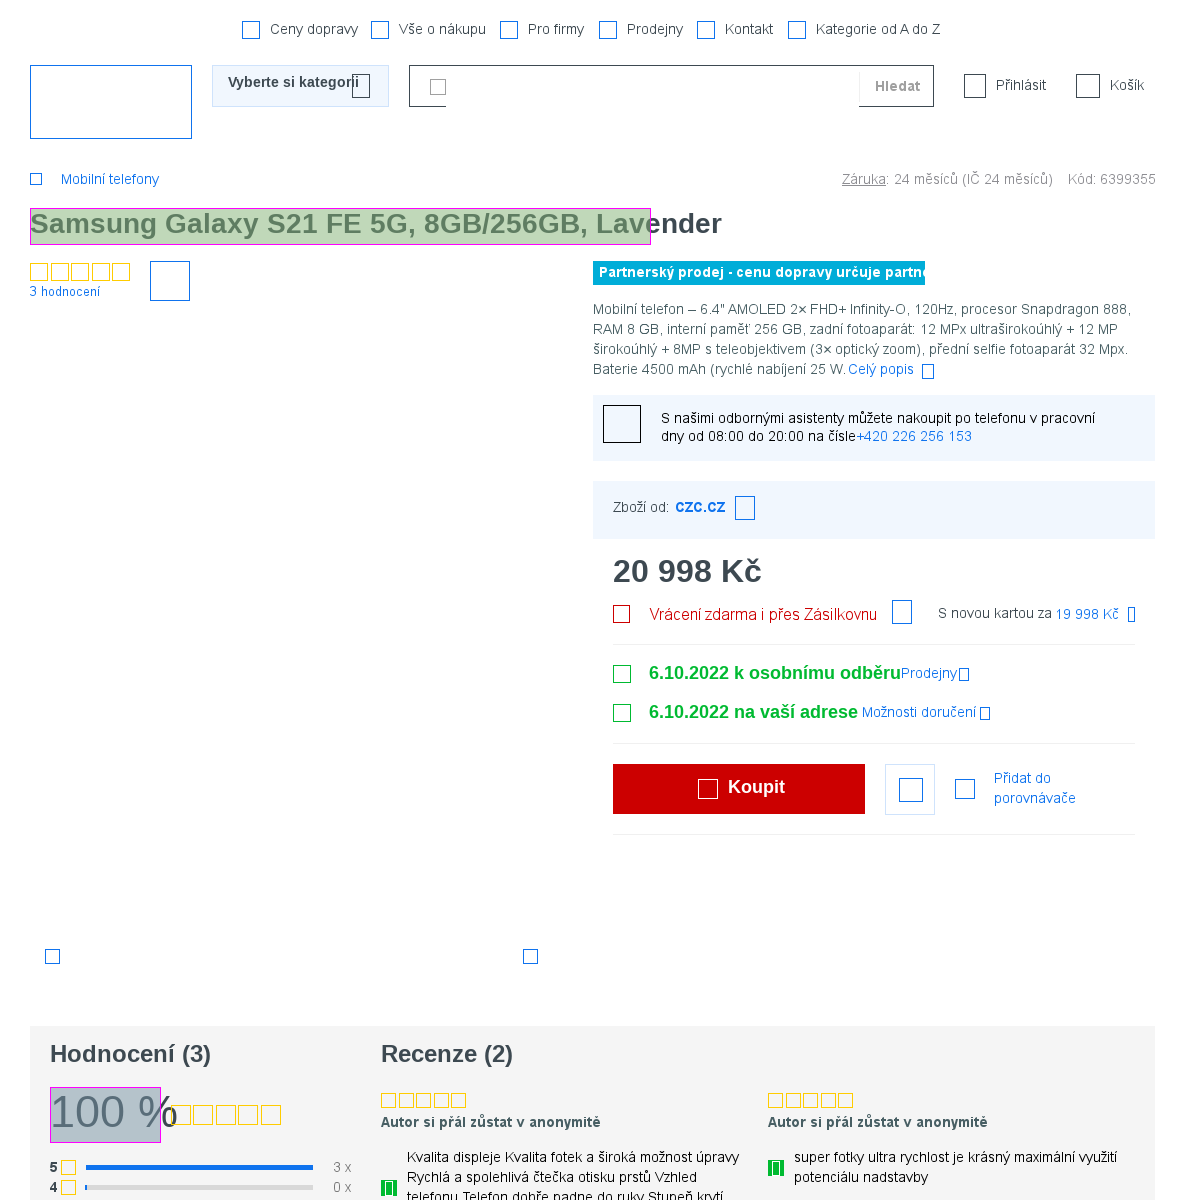 Ceny dopravy Vše o nákupu Pro firmy Prodejny Kontakt Kategorie od A do Z
Vyberte si kategorii Hledat Přihlásit Košík
Mobilní telefony Záruka: 24 měsíců (IČ 24 měsíců) Kód: 6399355
Samsung Galaxy S21 FE 5G, 8GB/256GB, Lavender
3 hodnocení
Partnerský prodej - cenu dopravy určuje partn
Mobilní telefon – 6.4" AMOLED 2× FHD+ Infinity-O, 120Hz, procesor Snapdragon 888,
RAM 8 GB, interní paměť 256 GB, zadní fotoaparát: 12 MPx ultraširokoúhlý + 12 MP
širokoúhlý + 8MP s teleobjektivem (3× optický zoom), přední selfie fotoaparát 32 Mpx.
Baterie 4500 mAh (rychlé nabíjení 25 W. Celý popis
S našimi odbornými asistenty můžete nakoupit po telefonu v pracovní
dny od 08:00 do 20:00 na čísle+420 226 256 153
Zboží od: CZC.CZ
20 998 Kč
Vrácení zdarma i přes Zásilkovnu S novou kartou za 19 998 Kč
6.10.2022 k osobnímu odběru Prodejny
6.10.2022 na vaší adrese Možnosti doručení
Koupit
Přidat do
porovnávače
Hodnocení (3)
100 %
5 3 x
4 0 x
Recenze (2)
Autor si přál zůstat v anonymitě
Kvalita displeje Kvalita fotek a široká možnost úpravy
Rychlá a spolehlivá čtečka otisku prstů Vzhled
telefonu Telefon dobře padne do ruky Stupeň krytí
Autor si přál zůstat v anonymitě
super fotky ultra rychlost je krásný maximální využití
potenciálu nadstavby